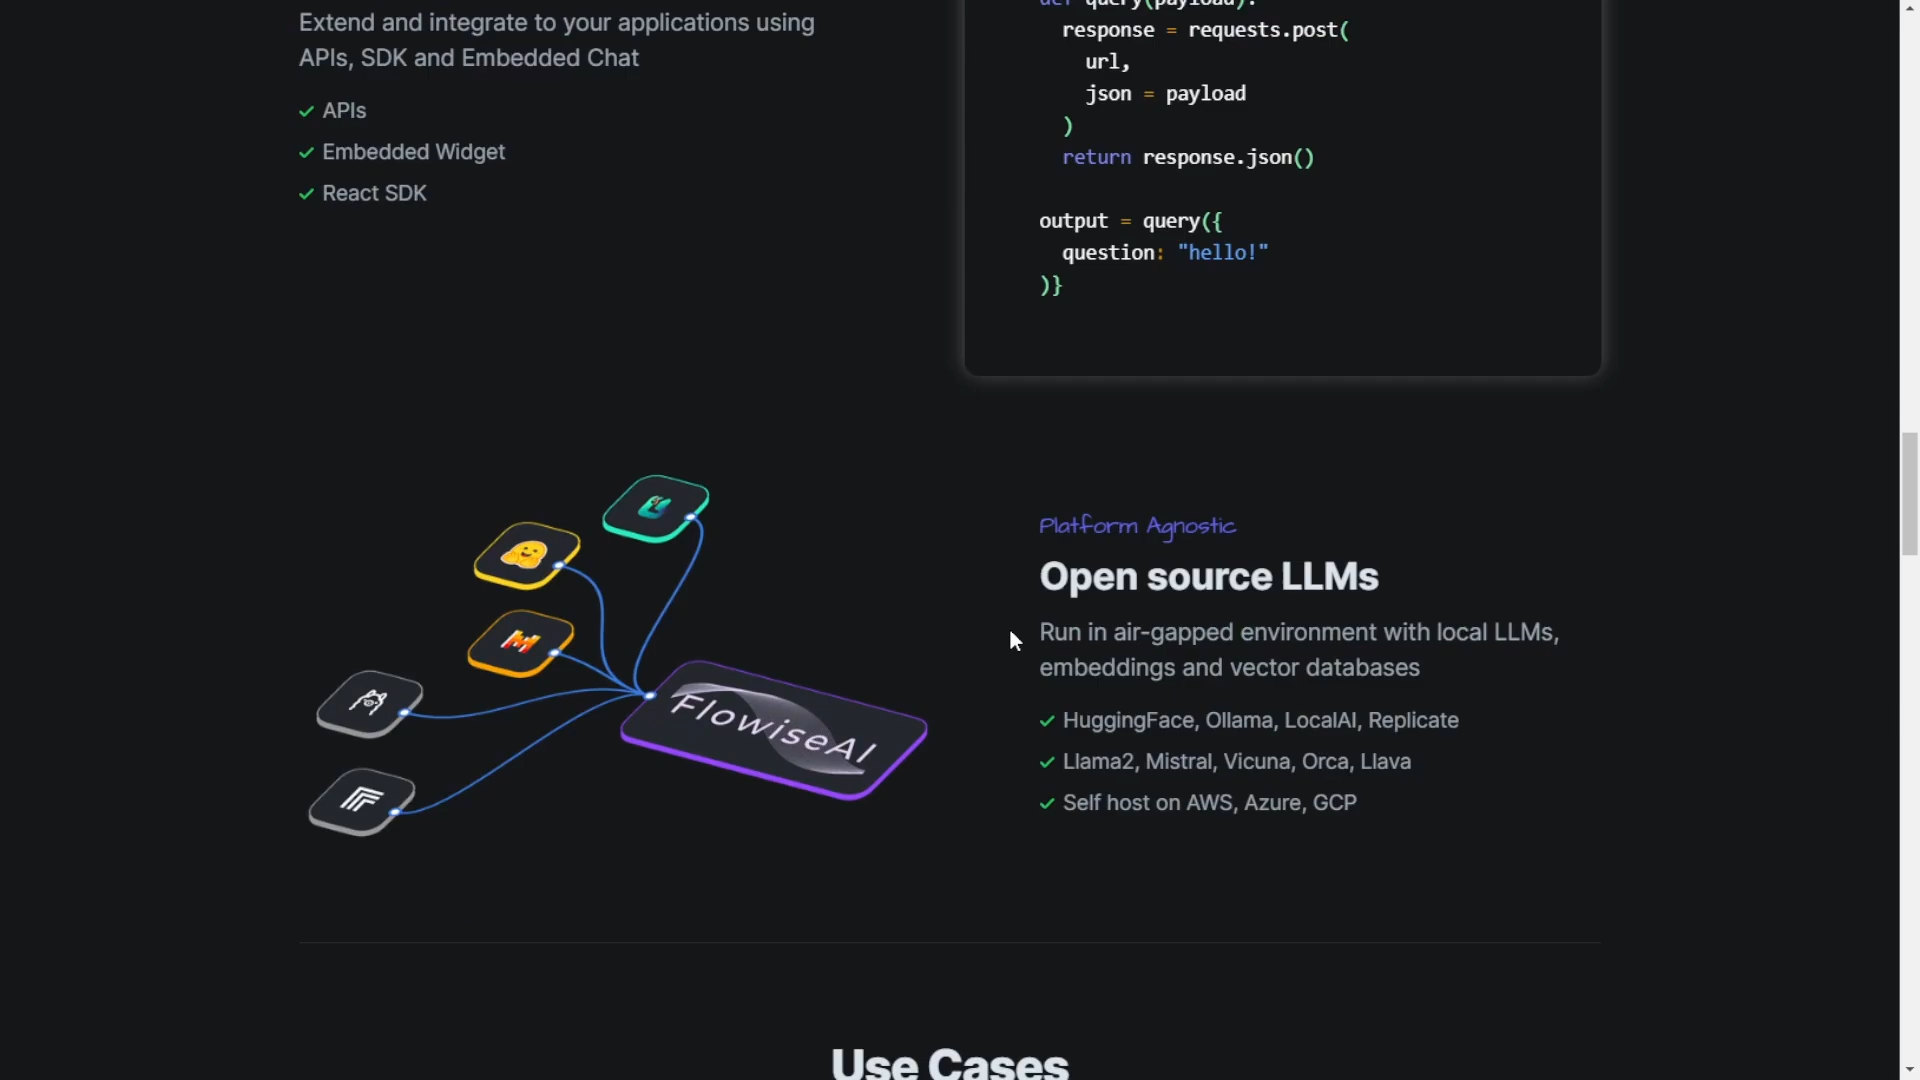 Extend and integrate to your applications using
APIs, SDK and Embedded Chat
APIs
Embedded Widget
React SDK
def query(payload):
response = requests.post(
url,
json = payload
)
return response.json()
output = query({
question: "hello!"
)}
FlowiseAI
Platform Agnostic
Open source LLMs
Run in air-gapped environment with local LLMs,
embeddings and vector databases
HuggingFace, Ollama, LocalAI, Replicate
Llama2, Mistral, Vicuna, Orca, Llava
Self host on AWS, Azure, GCP
Use Cases